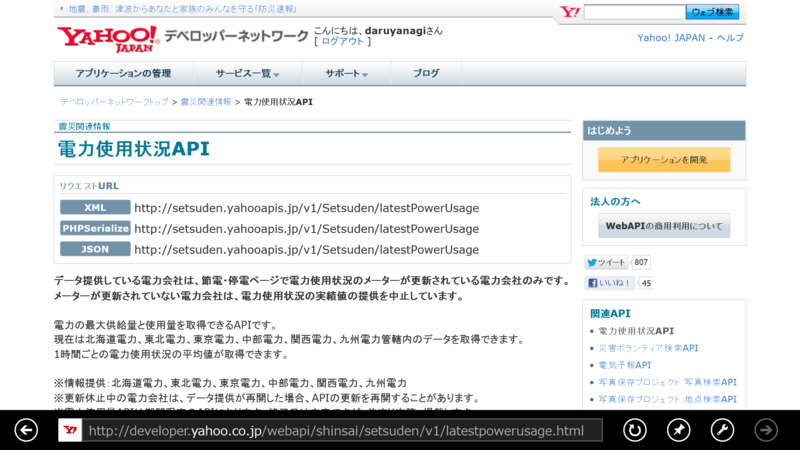 地震、豪雨、津波からあなたと家族のみんなを守る「防災速報」
Y! ウェブ検索
YAHOO! JAPAN デベロッパーネットワーク
こんにちは、daruyanagiさん
[ ログアウト ]
Yahoo! JAPAN - ヘルプ
アプリケーションの管理 サービス一覧 サポート ブログ
デベロッパーネットワークトップ > 震災関連情報 > 電力使用状況API
震災関連情報
電力使用状況API
リクエストURL
XML http://setsuden.yahooapis.jp/v1/Setsuden/latestPowerUsage
PHPSerialize http://setsuden.yahooapis.jp/v1/Setsuden/latestPowerUsage
JSON http://setsuden.yahooapis.jp/v1/Setsuden/latestPowerUsage
データ提供している電力会社は、節電・停電ページで電力使用状況のメーターが更新されている電力会社のみです。
メーターが更新されていない電力会社は、電力使用状況の実績値の提供を中止しています。
電力の最大供給量と使用量を取得できるAPIです。
現在は北海道電力、東北電力、東京電力、中部電力、関西電力、九州電力管轄内のデータを取得できます。
1時間ごとの電力使用状況の平均値が取得できます。
※情報提供：北海道電力、東北電力、東京電力、中部電力、関西電力、九州電力
※更新休止中の電力会社は、データ提供が再開した場合、APIの更新を再開することがあります。
はじめよう
アプリケーションを開発
法人の方へ
WebAPIの商用利用について
ツイート 807
いいね！ 45
関連API
電力使用状況API
災害ボランティア検索API
電気予報API
写真保存プロジェクト 写真検索API
写真保存プロジェクト 地点検索API
Y! http://developer.yahoo.co.jp/webapi/shinsai/setsuden/v1/latestpowerusage.html